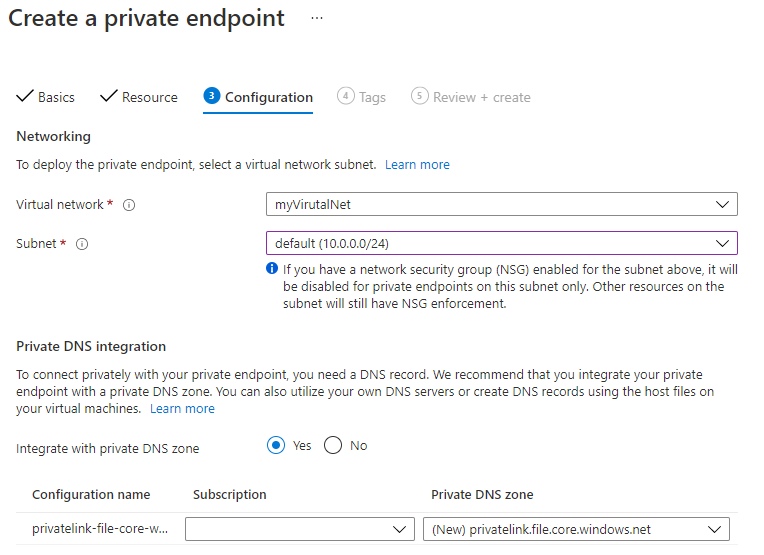 Create a private endpoint ...
Basics Resource 3 Configuration 4 Tags 5 Review + create
Networking
To deploy the private endpoint, select a virtual network subnet. Learn more
Virtual network * i myVirutalNet
Subnet * i default (10.0.0.0/24)
i If you have a network security group (NSG) enabled for the subnet above, it will
be disabled for private endpoints on this subnet only. Other resources on the
subnet will still have NSG enforcement.
Private DNS integration
To connect privately with your private endpoint, you need a DNS record. We recommend that you integrate your private
endpoint with a private DNS zone. You can also utilize your own DNS servers or create DNS records using the host files on
your virtual machines. Learn more
Integrate with private DNS zone Yes No
Configuration name Subscription Private DNS zone
privatelink-file-core-w... (New) privatelink.file.core.windows.net